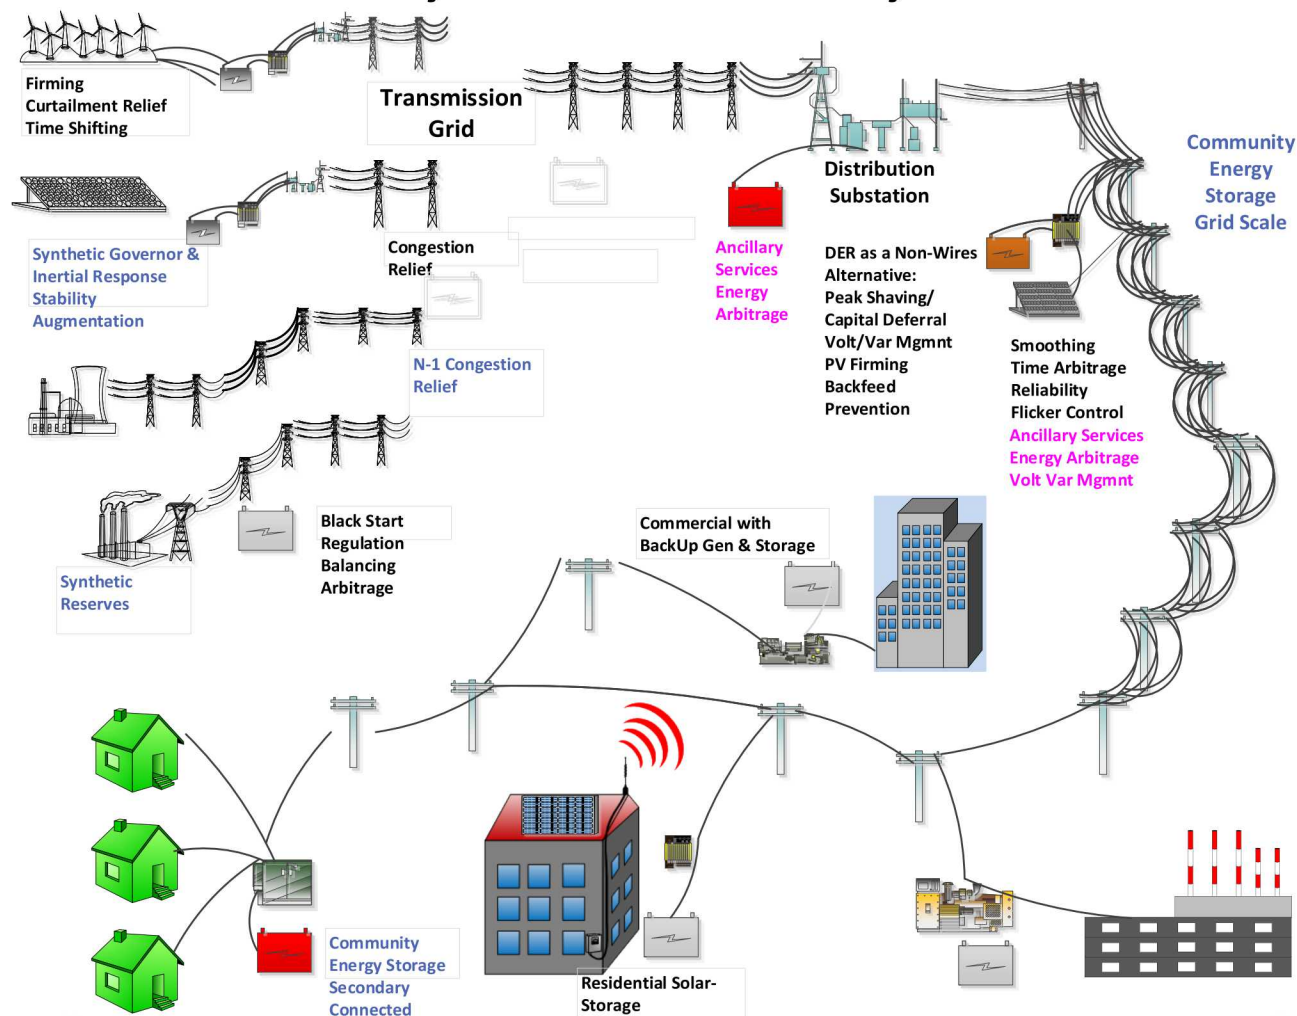 Firming
Curtailment Relief
Time Shifting
Transmission
Grid
Distribution
Substation
Community
Energy
Storage
Grid Scale
Synthetic Governor &
Inertial Response
Stability
Augmentation
Congestion
Relief
Ancillary
Services
Energy
Arbitrage
DER as a Non-Wires
Alternative:
Peak Shaving/
Capital Deferral
Volt/Var Mgmnt
PV Firming
Backfeed
Prevention
Smoothing
Time Arbitrage
Reliability
Flicker Control
Ancillary Services
Energy Arbitrage
Volt Var Mgmnt
N-1 Congestion
Relief
Black Start
Regulation
Balancing
Arbitrage
Synthetic
Reserves
Commercial with
BackUp Gen & Storage
Community
Energy Storage
Secondary
Connected
Residential Solar-
Storage